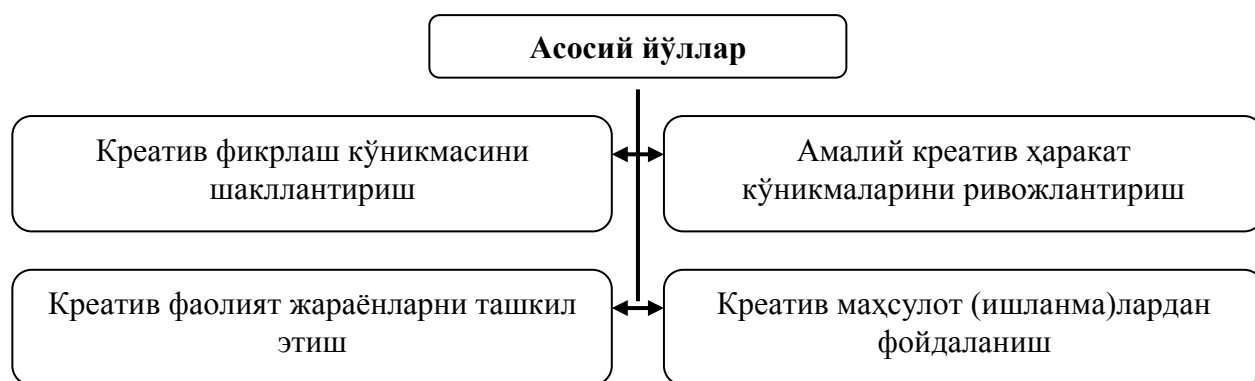 Асосий йўллар
Креатив фикрлаш кўникмасини
шакллантириш
Амалий креатив ҳаракат
кўникмаларини ривожлантириш
Креатив фаолият жараёнларни ташкил
этиш
Креатив маҳсулот (ишланма)лардан
фойдаланиш